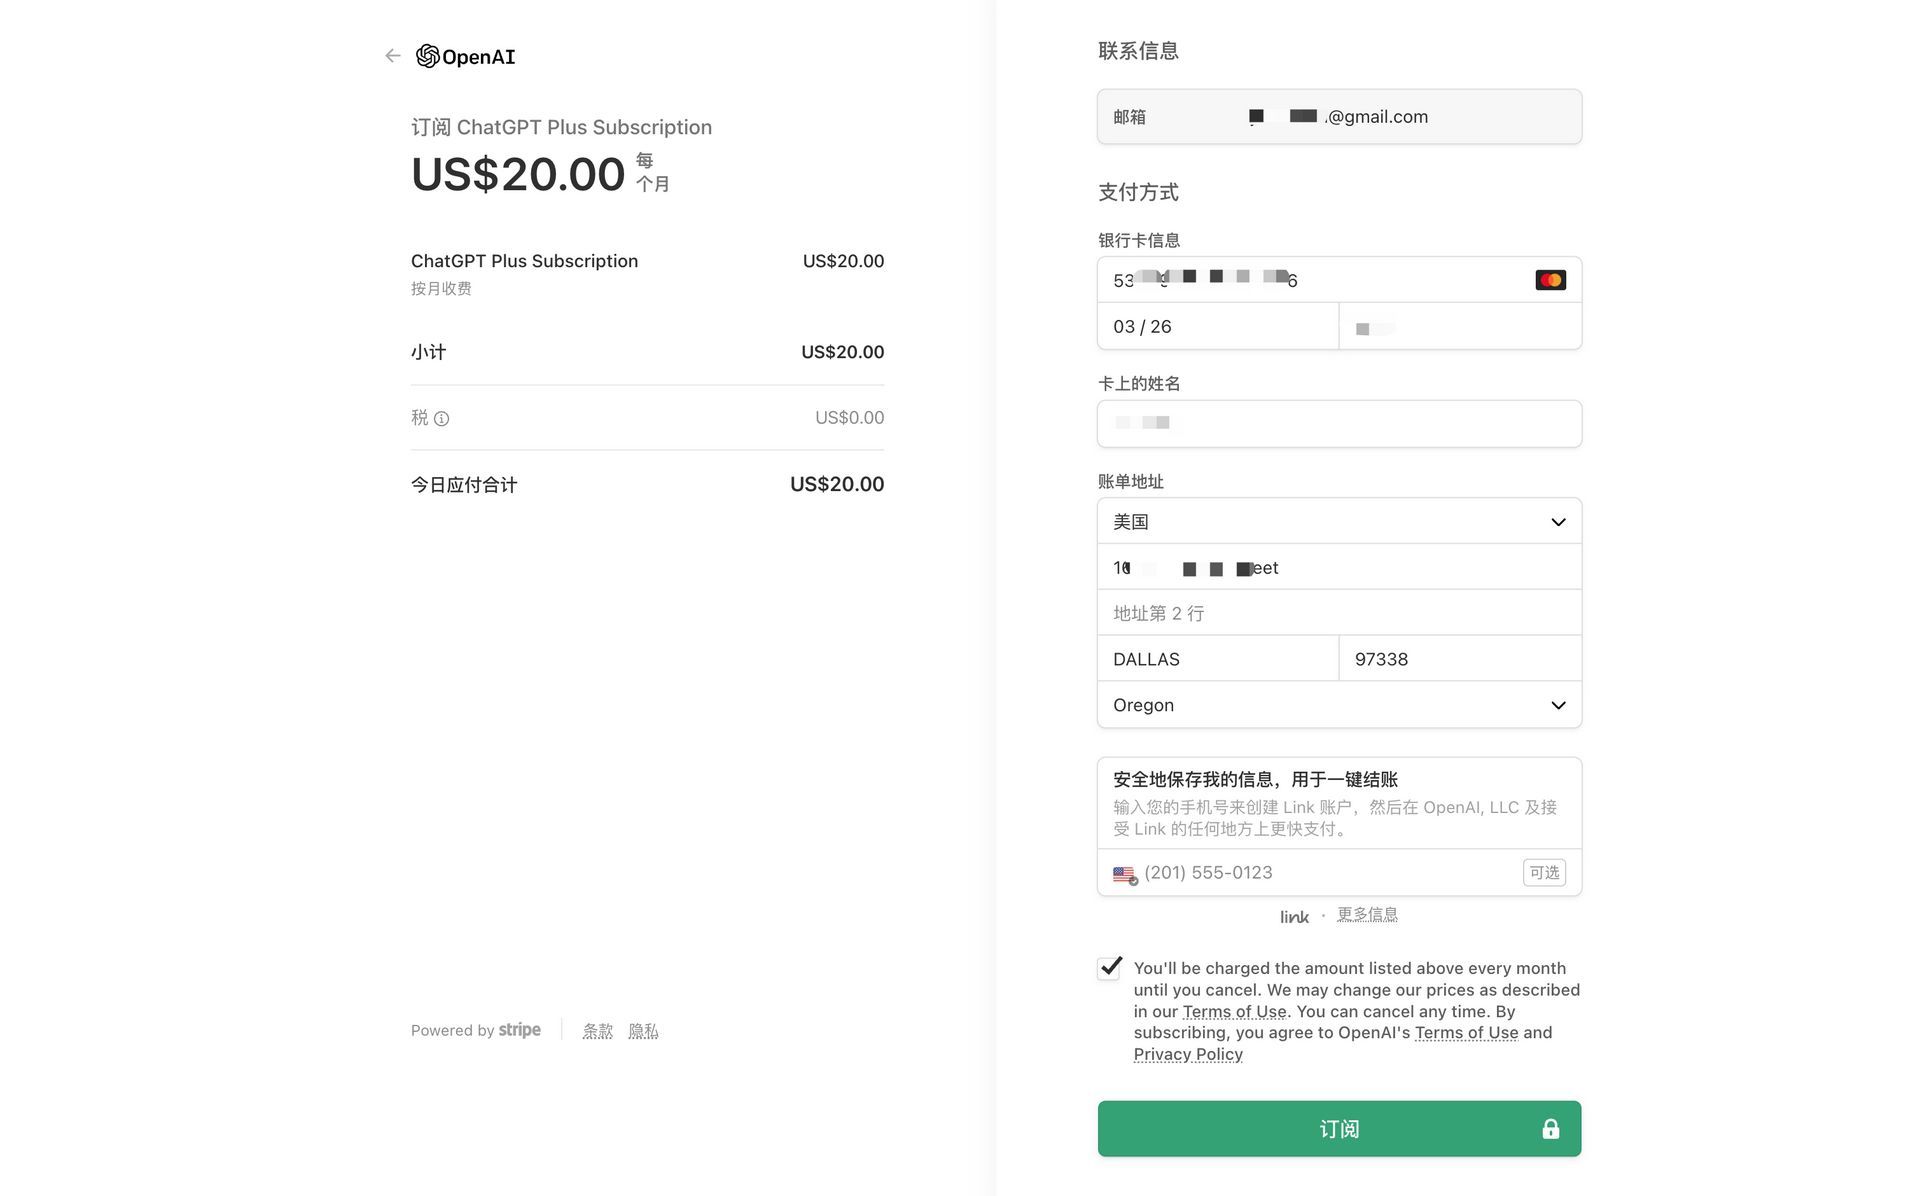 OpenAI
订阅 ChatGPT Plus Subscription
US$20.00 每
个月
ChatGPT Plus Subscription US$20.00
按月收费
小计 US$20.00
税 US$0.00
今日应付合计 US$20.00
Powered by stripe 条款 隐私
联系信息
邮箱 @gmail.com
支付方式
银行卡信息
53 6
03 / 26
卡上的姓名
账单地址
美国
eet
地址第 2 行
DALLAS 97338
Oregon
安全地保存我的信息，用于一键结账
输入您的手机号来创建 Link 账户，然后在 OpenAI, LLC 及接
受 Link 的任何地方上更快支付。
(201) 555-0123 可选
link · 更多信息
You'll be charged the amount listed above every month
until you cancel. We may change our prices as described
in our Terms of Use. You can cancel any time. By
subscribing, you agree to OpenAI's Terms of Use and
Privacy Policy
订阅